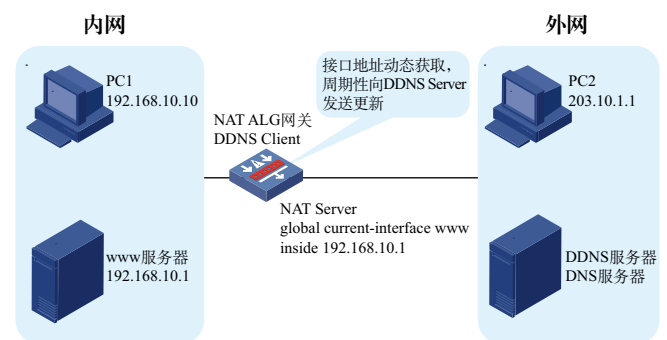 内网
外网
PC1
192.168.10.10
接口地址动态获取，
周期性向DDNS Server
发送更新
PC2
203.10.1.1
NAT ALG网关
DDNS Client
NAT Server
global current-interface www
inside 192.168.10.1
www服务器
192.168.10.1
DDNS服务器
DNS服务器